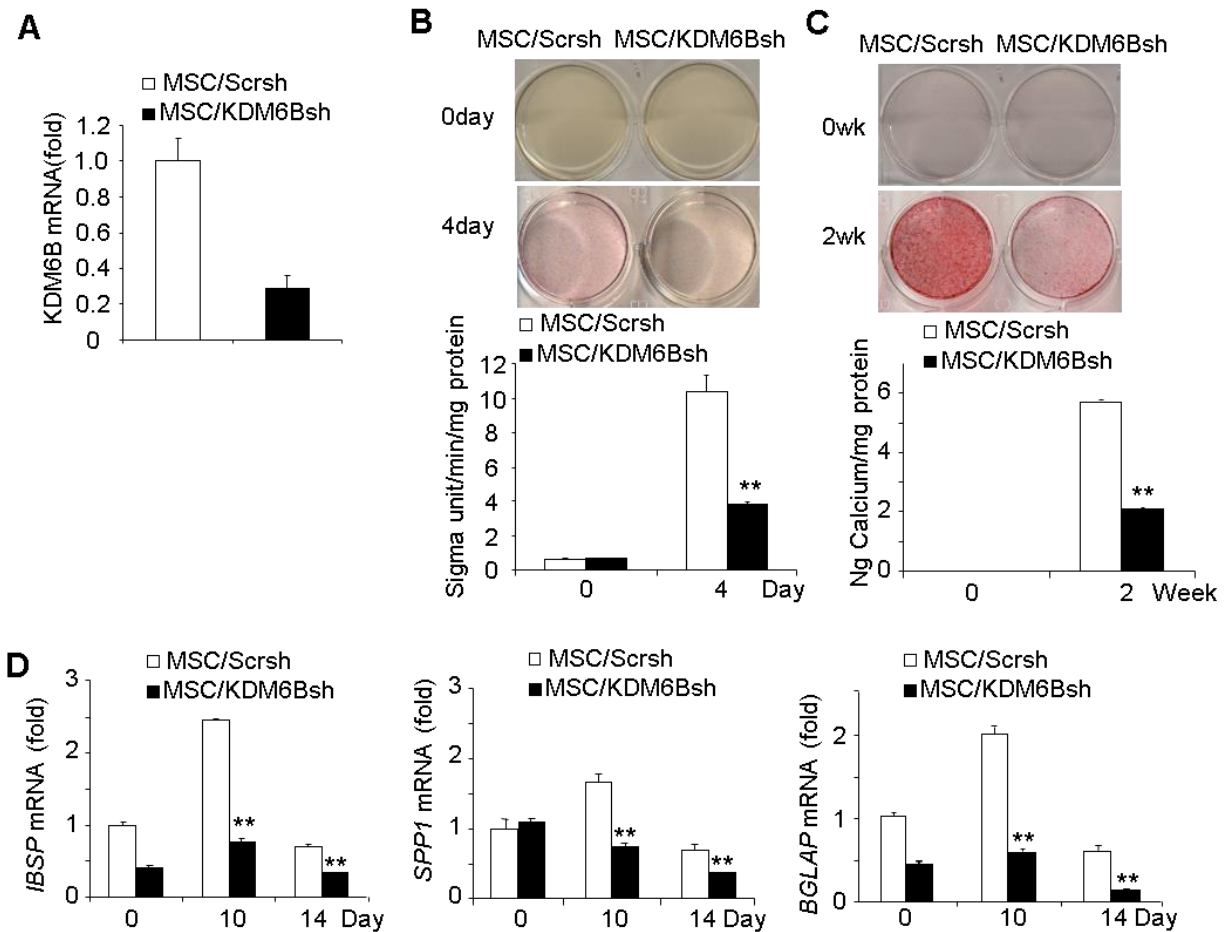 A
MSC/Scrsh
MSC/KDM6Bsh
KDM6B mRNA(fold)
1.2
1.0
0.8
0.6
0.4
0.2
0
B
MSC/Scrsh MSC/KDM6Bsh
0day
4day
MSC/Scrsh
MSC/KDM6Bsh
Sigma unit/min/mg protein
12
10
8
6
4
2
0
0 4 Day
**
C
MSC/Scrsh MSC/KDM6Bsh
0wk
2wk
MSC/Scrsh
MSC/KDM6Bsh
Ng Calcium/mg protein
6
4
2
0
**
0 2 Week
D
MSC/Scrsh
MSC/KDM6Bsh
IBSP mRNA (fold)
3
2
1
0
**
**
0 10 14 Day
MSC/Scrsh
MSC/KDM6Bsh
SPP1 mRNA (fold)
3
2
1
0
**
**
0 10 14 Day
MSC/Scrsh
MSC/KDM6Bsh
BGLAP mRNA (fold)
2
1
0
**
**
0 10 14 Day